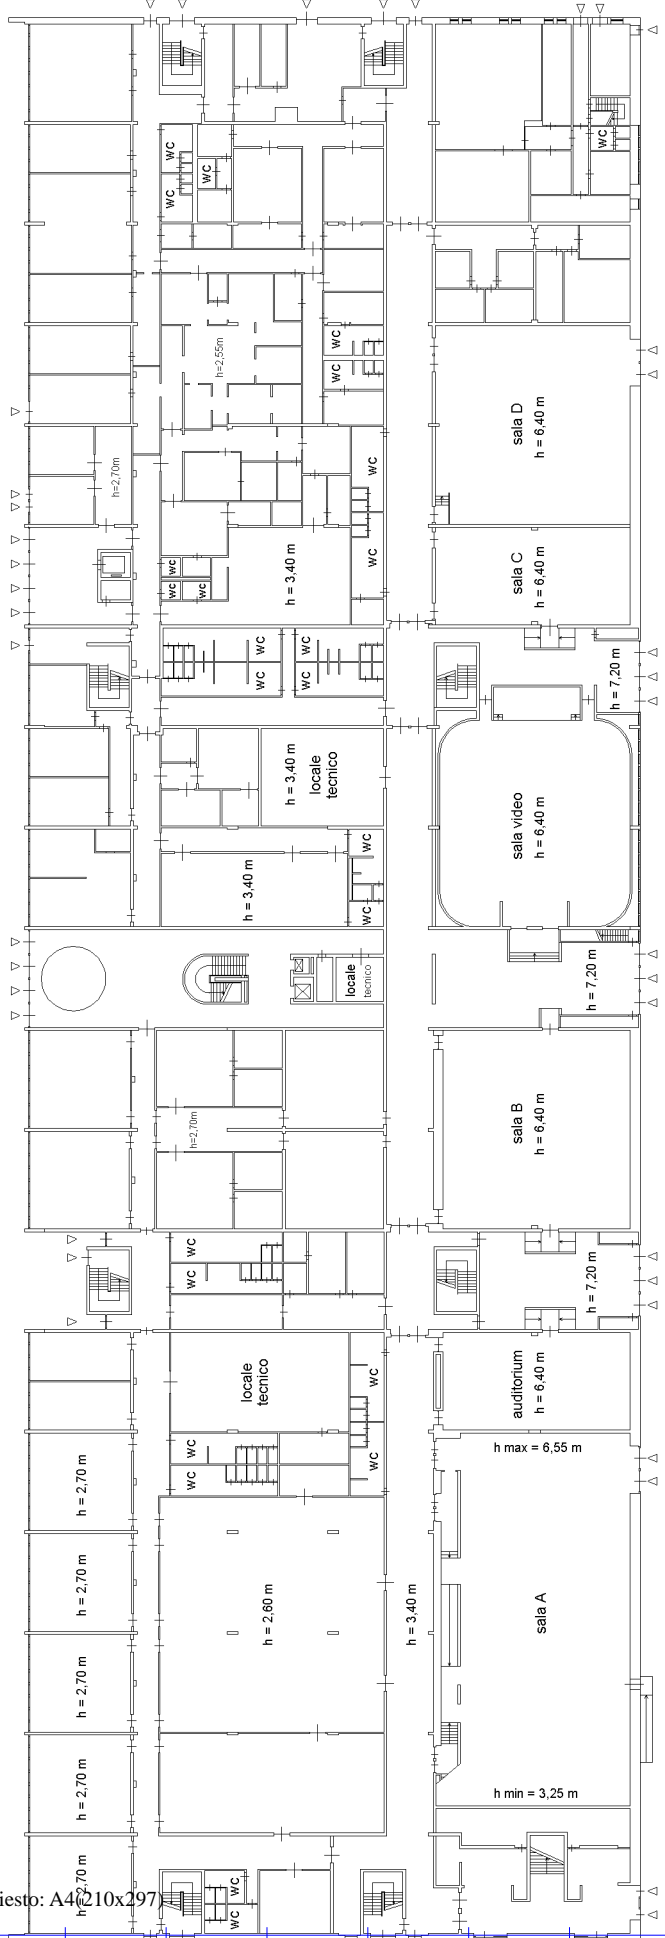 WC
WC
WC
WC
h=2,55m
WC
WC
sala D
h = 6,40 m
h=2,70m
WC
WC
WC
WC
WC
h = 3,40 m
sala C
h = 6,40 m
WC
WC
WC
WC
h = 7,20 m
h = 3,40 m
locale
tecnico
sala video
h = 6,40 m
WC
WC
h = 3,40 m
locale
tecnico
h = 7,20 m
h=2,70m
sala B
h = 6,40 m
WC
WC
h = 7,20 m
locale
tecnico
WC
auditorium
h = 6,40 m
WC
WC
WC
h max = 6,55 m
h = 2,70 m
h = 2,70 m
h = 2,60 m
h = 3,40 m
sala A
h = 2,70 m
h = 2,70 m
h min = 3,25 m
h = 2,70 m
WC
WC
iesto: A4(210x297)